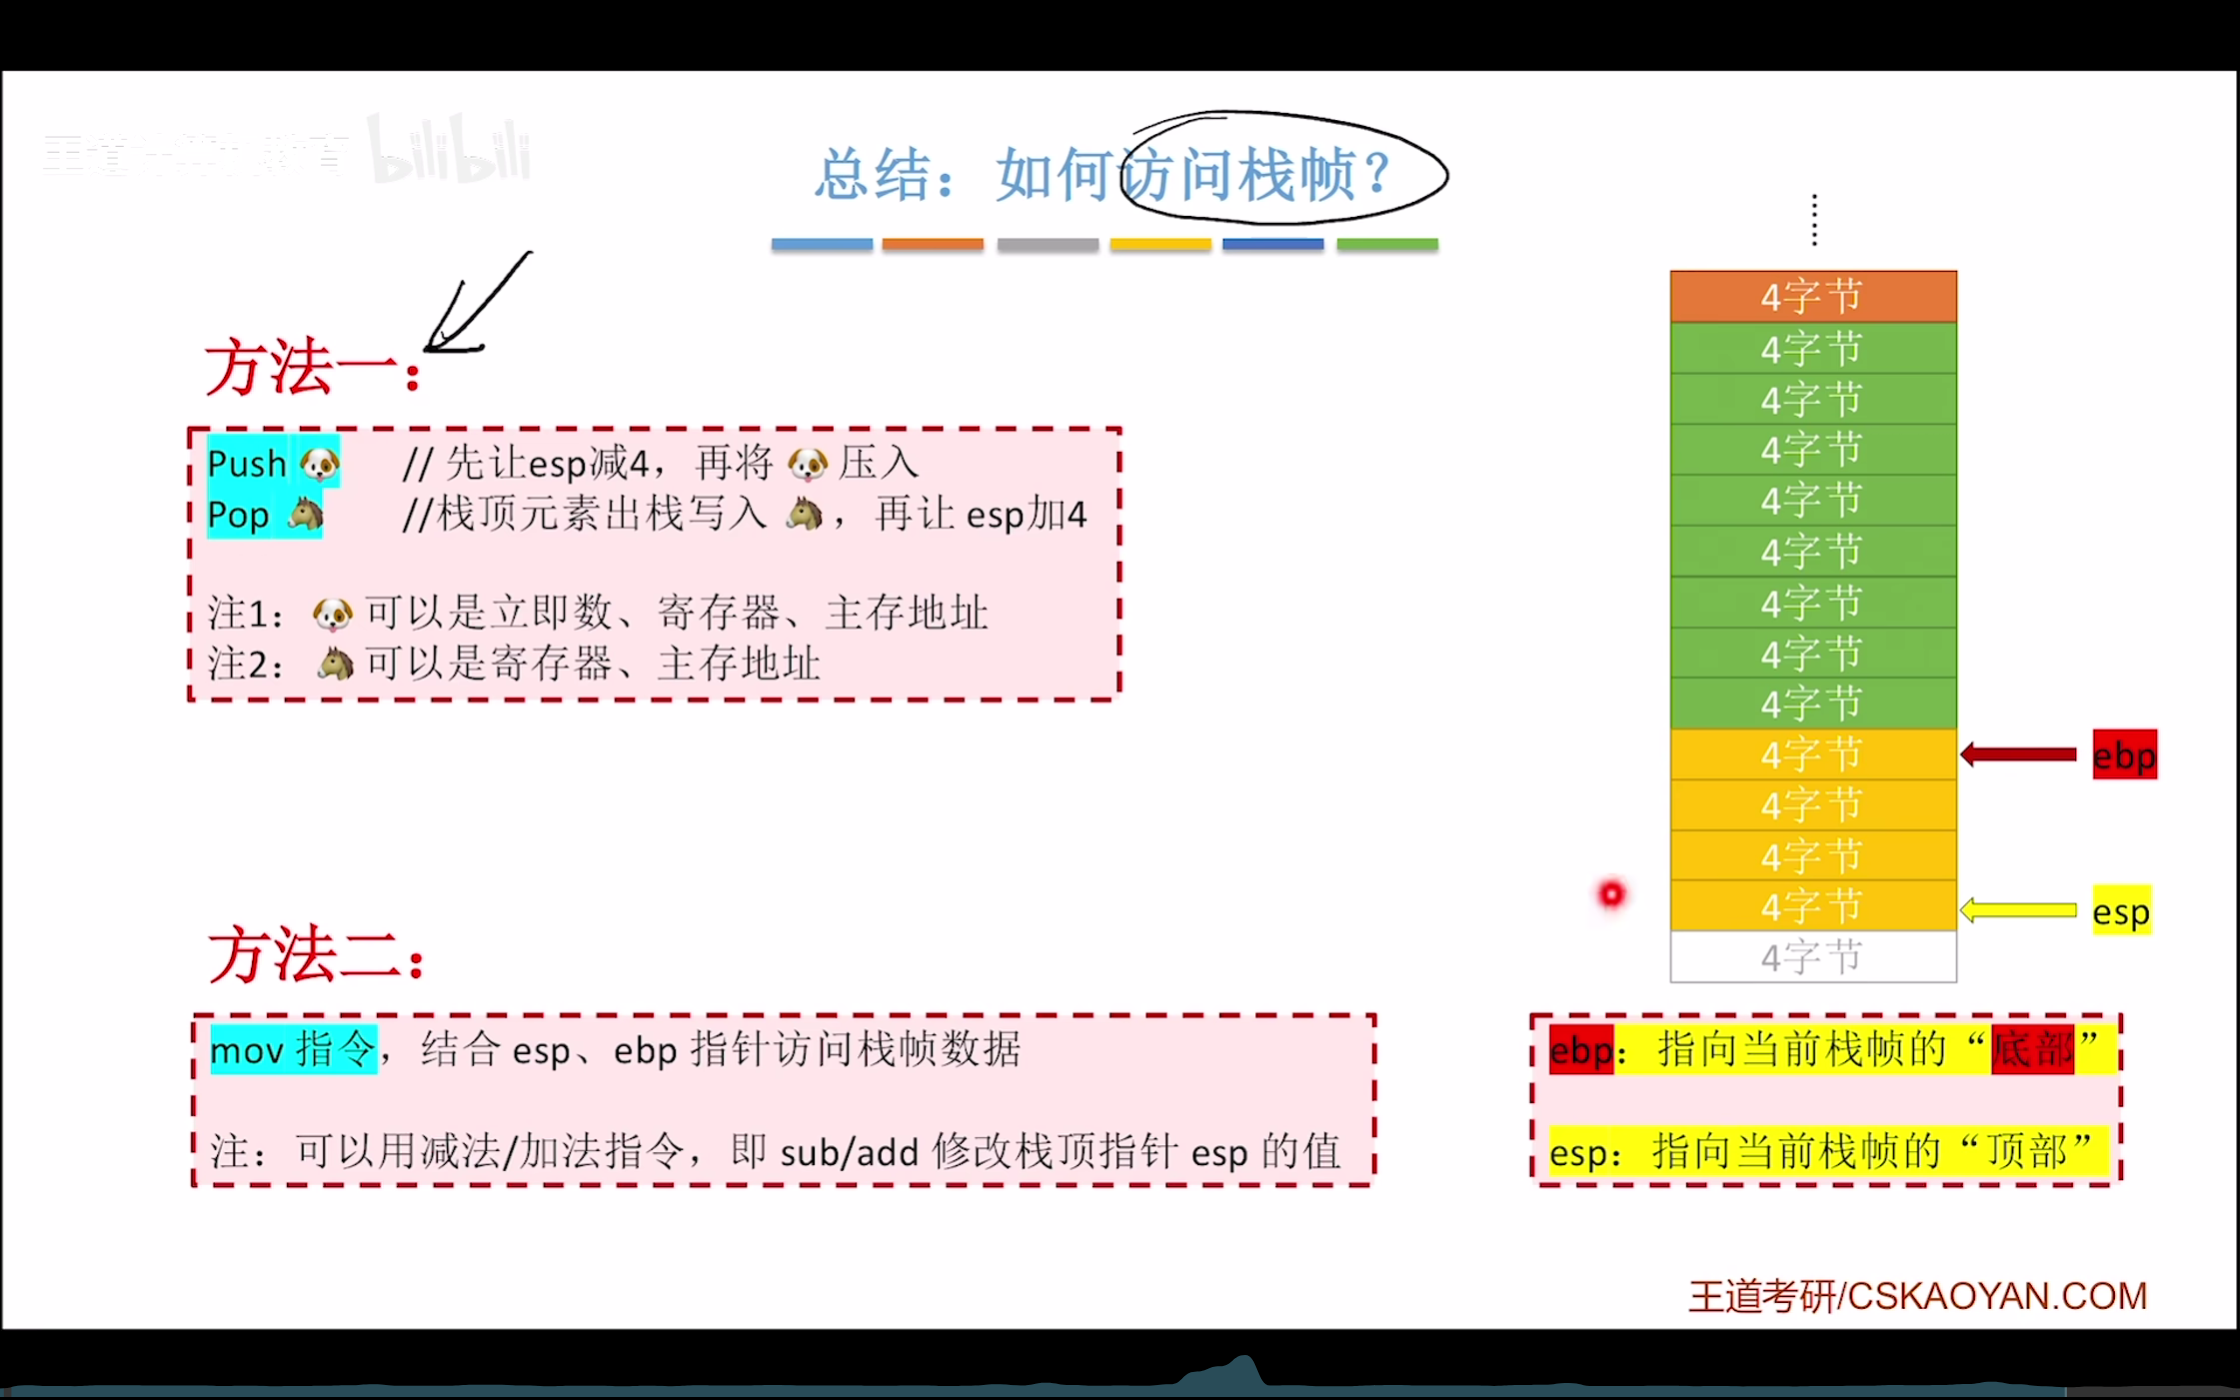 王道计算机教育 bilibili
总结：如何访问栈帧？
方法一：
Push 🐶 // 先让esp减4，再将 🐶 压入
Pop 🐴 //栈顶元素出栈写入 🐴 ，再让 esp加4
注1： 🐶 可以是立即数、寄存器、主存地址
注2： 🐴 可以是寄存器、主存地址
方法二：
mov 指令，结合 esp、ebp 指针访问栈帧数据
注：可以用减法/加法指令，即 sub/add 修改栈顶指针 esp 的值
4字节
4字节
4字节
4字节
4字节
4字节
4字节
4字节
4字节
4字节
ebp
4字节
4字节
4字节
esp
4字节
ebp：指向当前栈帧的“底部”
esp：指向当前栈帧的“顶部”
王道考研/CSKAOYAN.COM